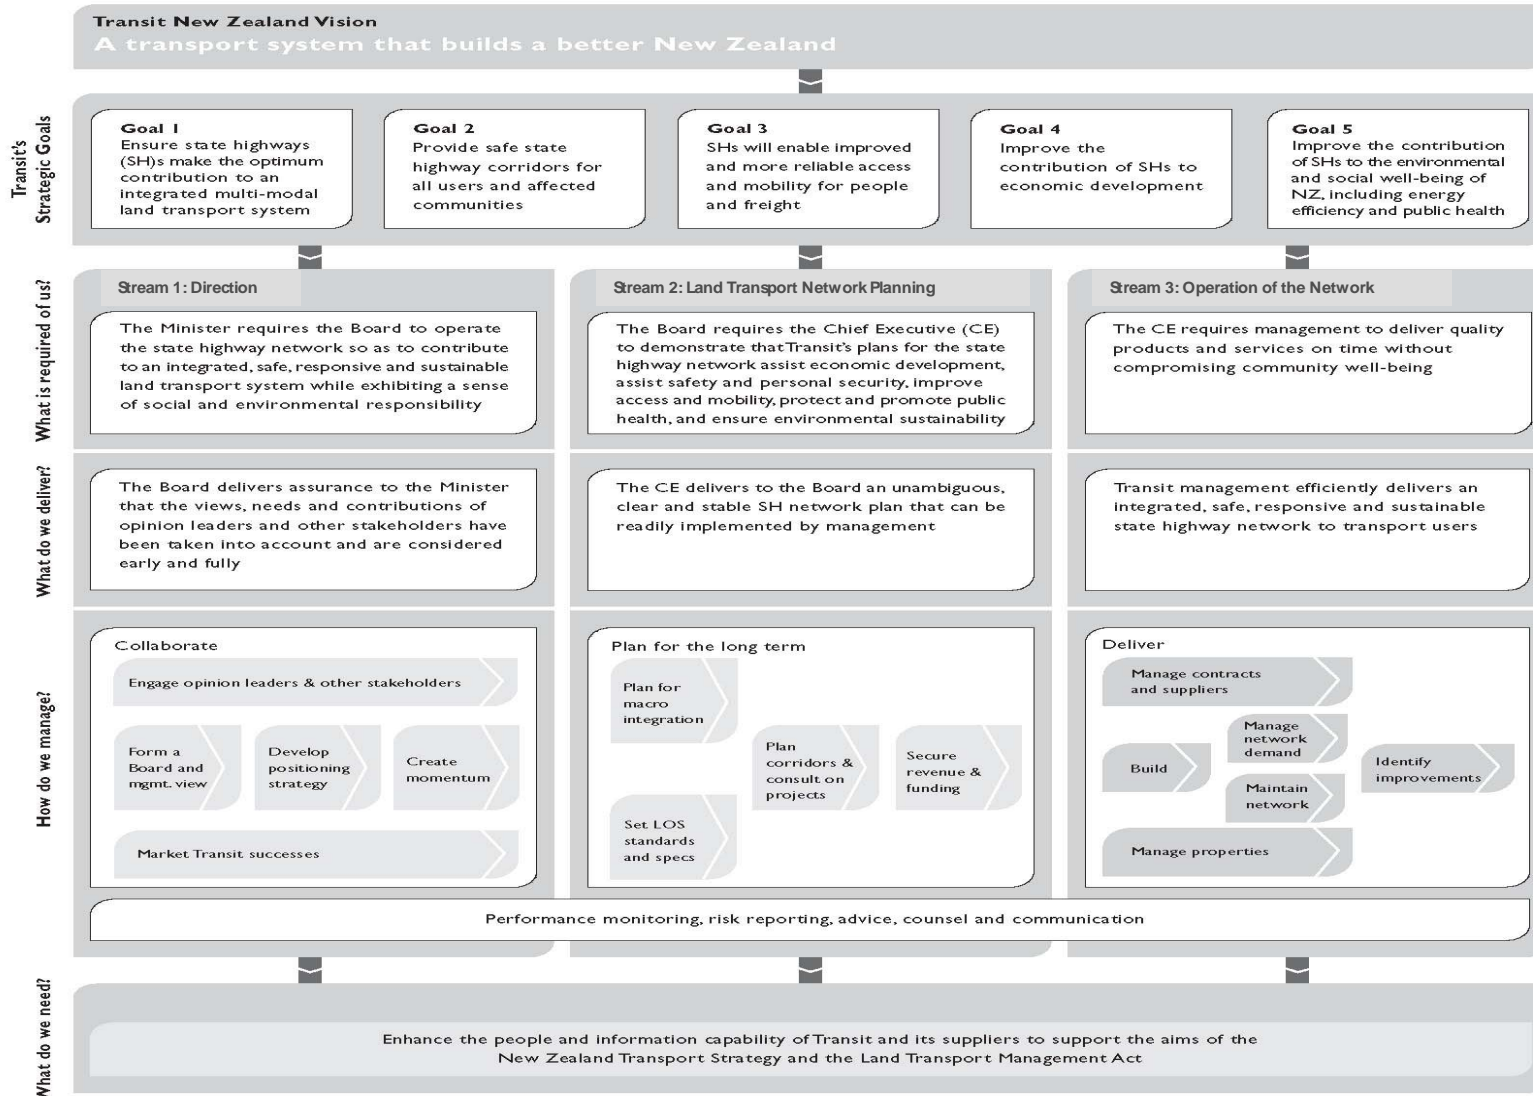 Transit New Zealand Vision
A transport system that builds a better New Zealand
Transit's
Strategic Goals
Goal 1
Ensure state highways
(SH)s make the optimum
contribution to an
integrated multi-modal
land transport system
Goal 2
Provide safe state
highway corridors for
all users and affected
communities
Goal 3
SHs will enable improved
and more reliable access
and mobility for people
and freight
Goal 4
Improve the
contribution of SHs to
economic development
Goal 5
Improve the contribution
of SHs to the environmental
and social well-being of
NZ, including energy
efficiency and public health
What is required of us?
Stream 1: Direction
The Minister requires the Board to operate
the state highway network so as to contribute
to an integrated, safe, responsive and sustainable
land transport system while exhibiting a sense
of social and environmental responsibility
Stream 2: Land Transport Network Planning
The Board requires the Chief Executive (CE)
to demonstrate that Transit's plans for the state
highway network assist economic development,
assist safety and personal security, improve
access and mobility, protect and promote public
health, and ensure environmental sustainability
Stream 3: Operation of the Network
The CE requires management to deliver quality
products and services on time without
compromising community well-being
What do we deliver?
The Board delivers assurance to the Minister
that the views, needs and contributions of
opinion leaders and other stakeholders have
been taken into account and are considered
early and fully
The CE delivers to the Board an unambiguous,
clear and stable SH network plan that can be
readily implemented by management
Transit management efficiently delivers an
integrated, safe, responsive and sustainable
state highway network to transport users
How do we manage?
Collaborate
Engage opinion leaders & other stakeholders
Form a
Board and
mgmt. view
Develop
positioning
strategy
Create
momentum
Market Transit successes
Plan for the long term
Plan for
macro
integration
Set LOS
standards
and specs
Plan
corridors &
consult on
projects
Secure
revenue &
funding
Deliver
Manage contracts
and suppliers
Build
Manage
network
demand
Maintain
network
Identify
improvements
Manage properties
Performance monitoring, risk reporting, advice, counsel and communication
What do we need?
Enhance the people and information capability of Transit and its suppliers to support the aims of the
New Zealand Transport Strategy and the Land Transport Management Act